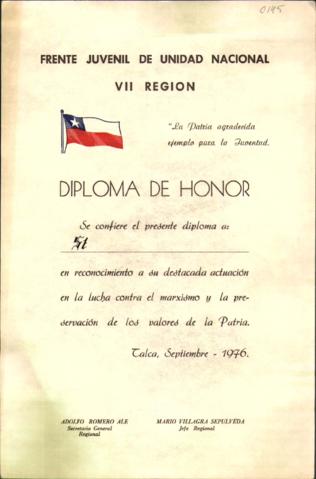 0195
FRENTE JUVENIL DE UNIDAD NACIONAL
VII REGION
"La Patria agradecida
ejemplo para la Juventud.
DIPLOMA DE HONOR
Se confiere el presente diploma a:
en reconocimiento a su destacada actuación
en la lucha contra el marxismo y la pre-
servación de los valores de la Patria.
Talca, Septiembre - 1976.
ADOLFO ROMERO ALE
Secretario General
Regional
MARIO VILLAGRA SEPULVEDA
Jefe Regional